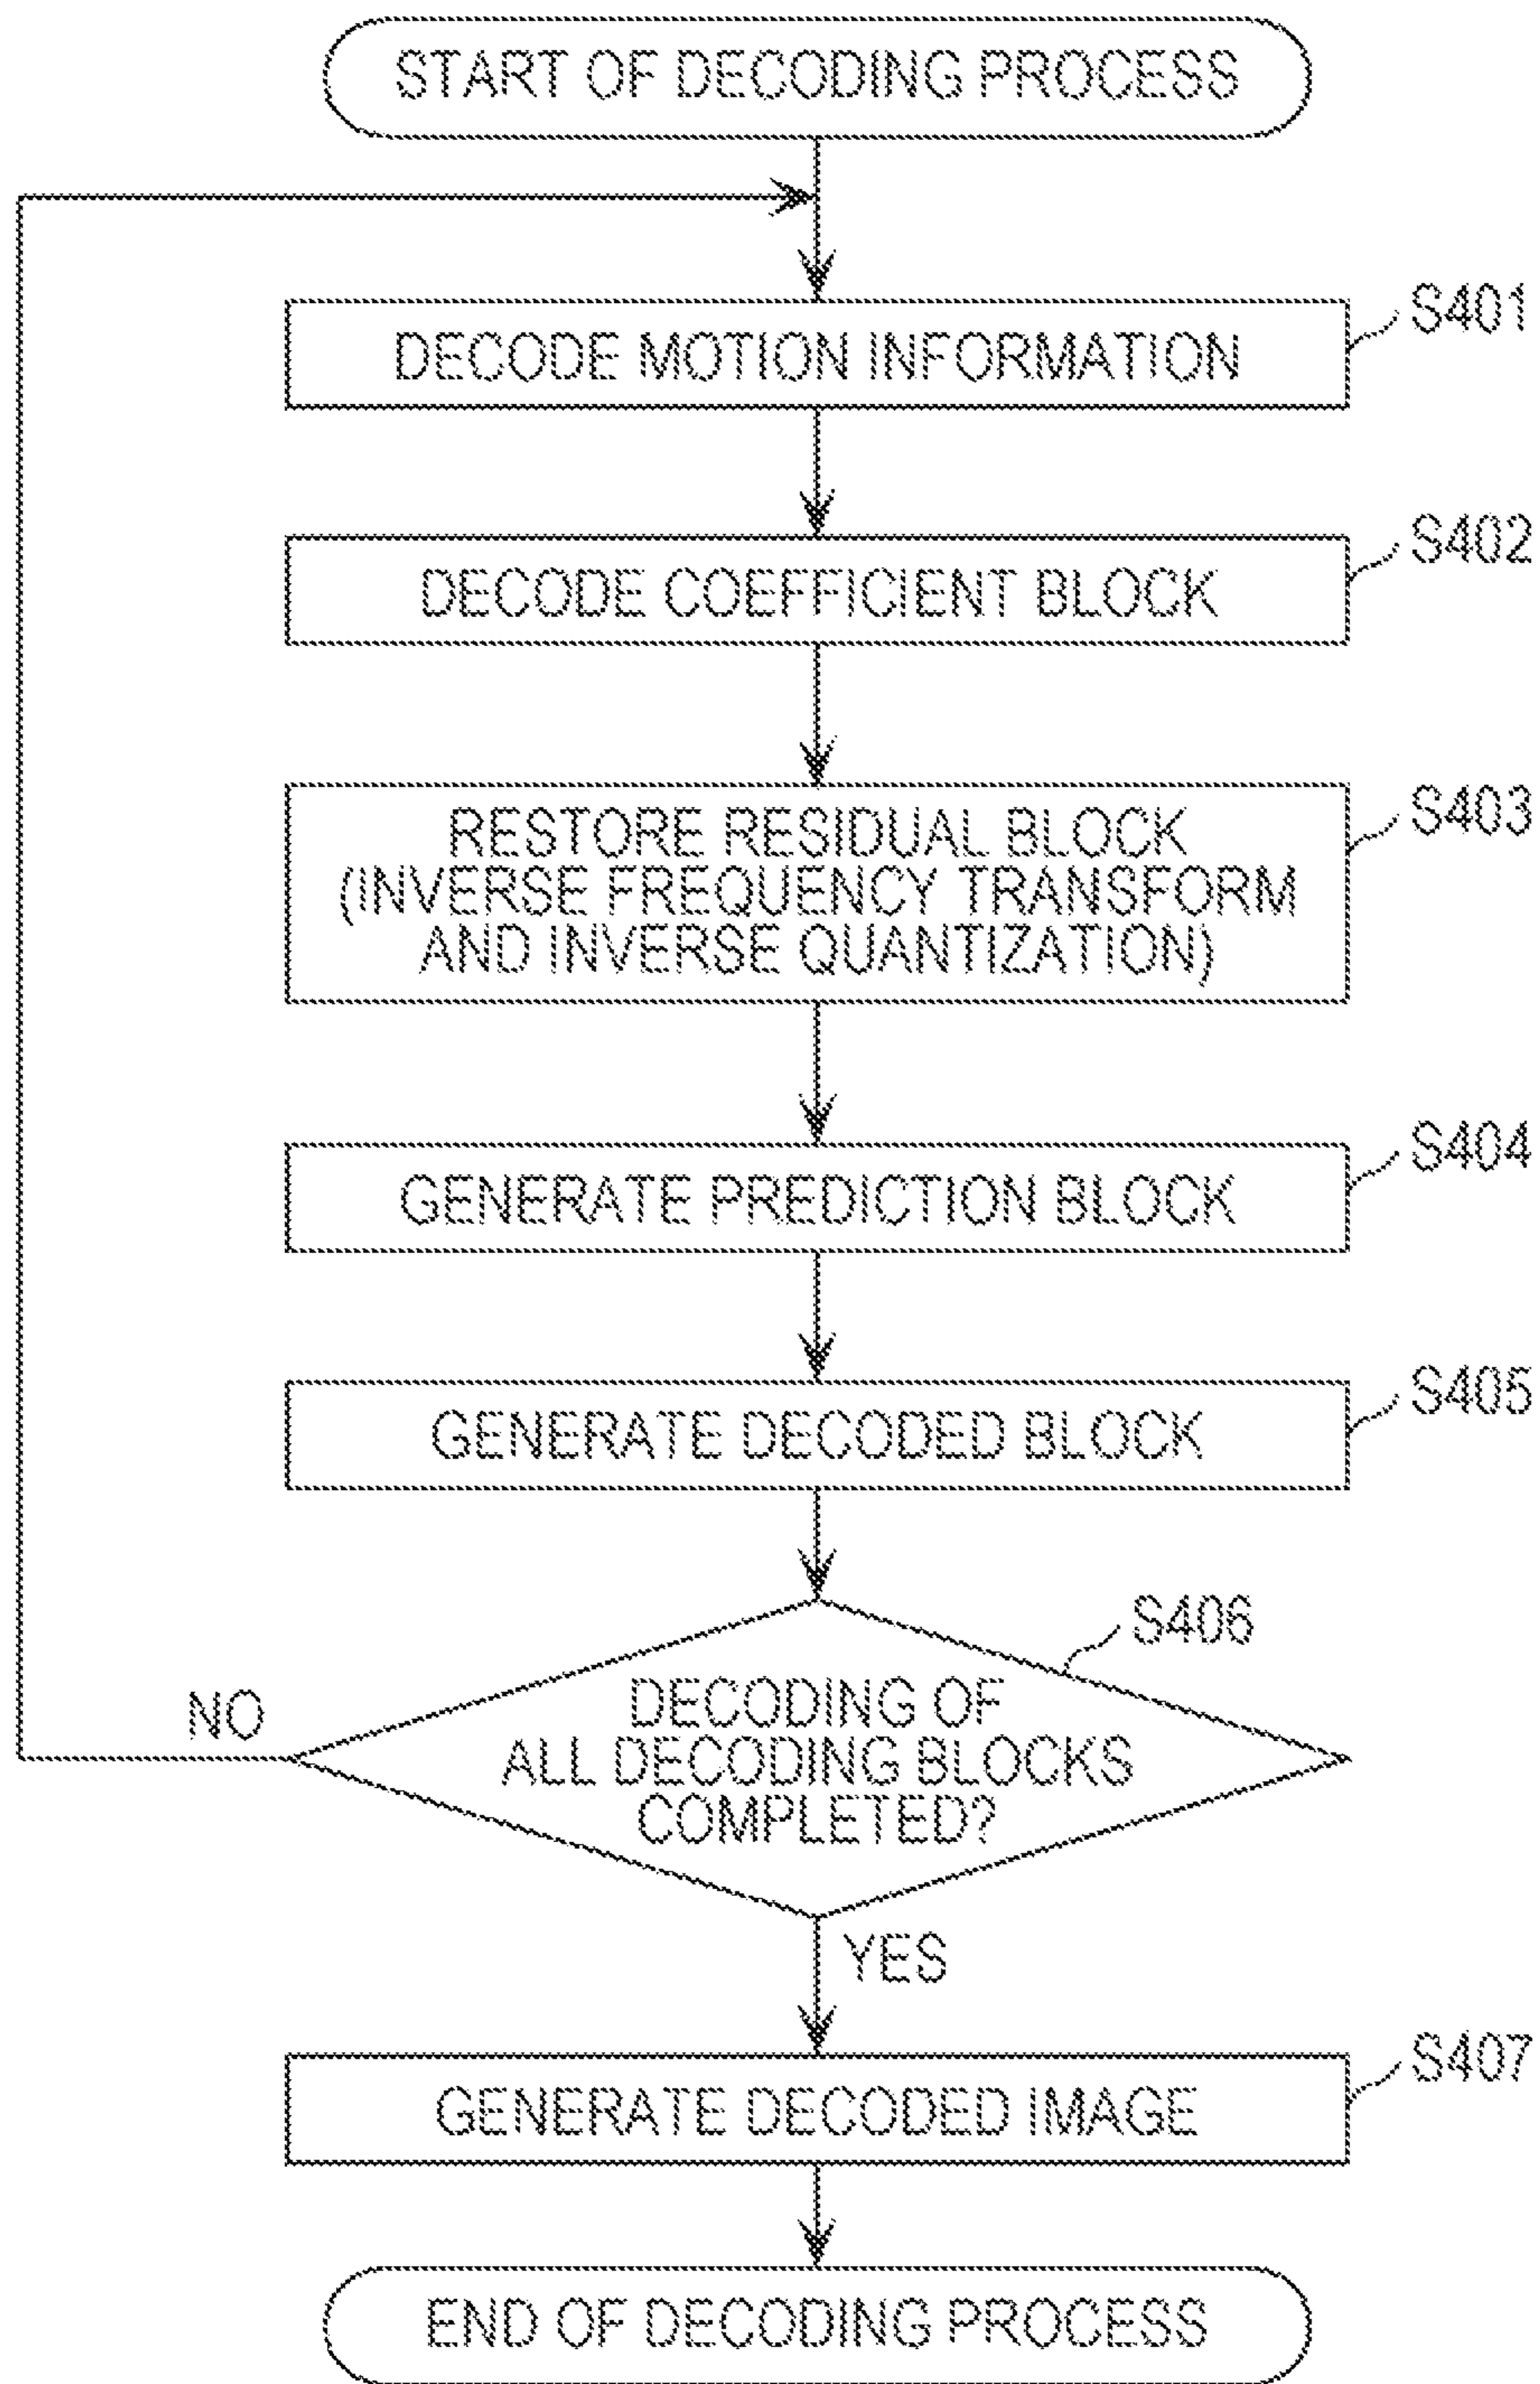 START OF DECODING PROCESS
S401
DECODE MOTION INFORMATION
S402
DECODE COEFFICIENT BLOCK
S403
RESTORE RESIDUAL BLOCK
(INVERSE FREQUENCY TRANSFORM
AND INVERSE QUANTIZATION)
S404
GENERATE PREDICTION BLOCK
S405
GENERATE DECODED BLOCK
S406
DECODING OF
ALL DECODING BLOCKS
COMPLETED?
NO
YES
S407
GENERATE DECODED IMAGE
END OF DECODING PROCESS